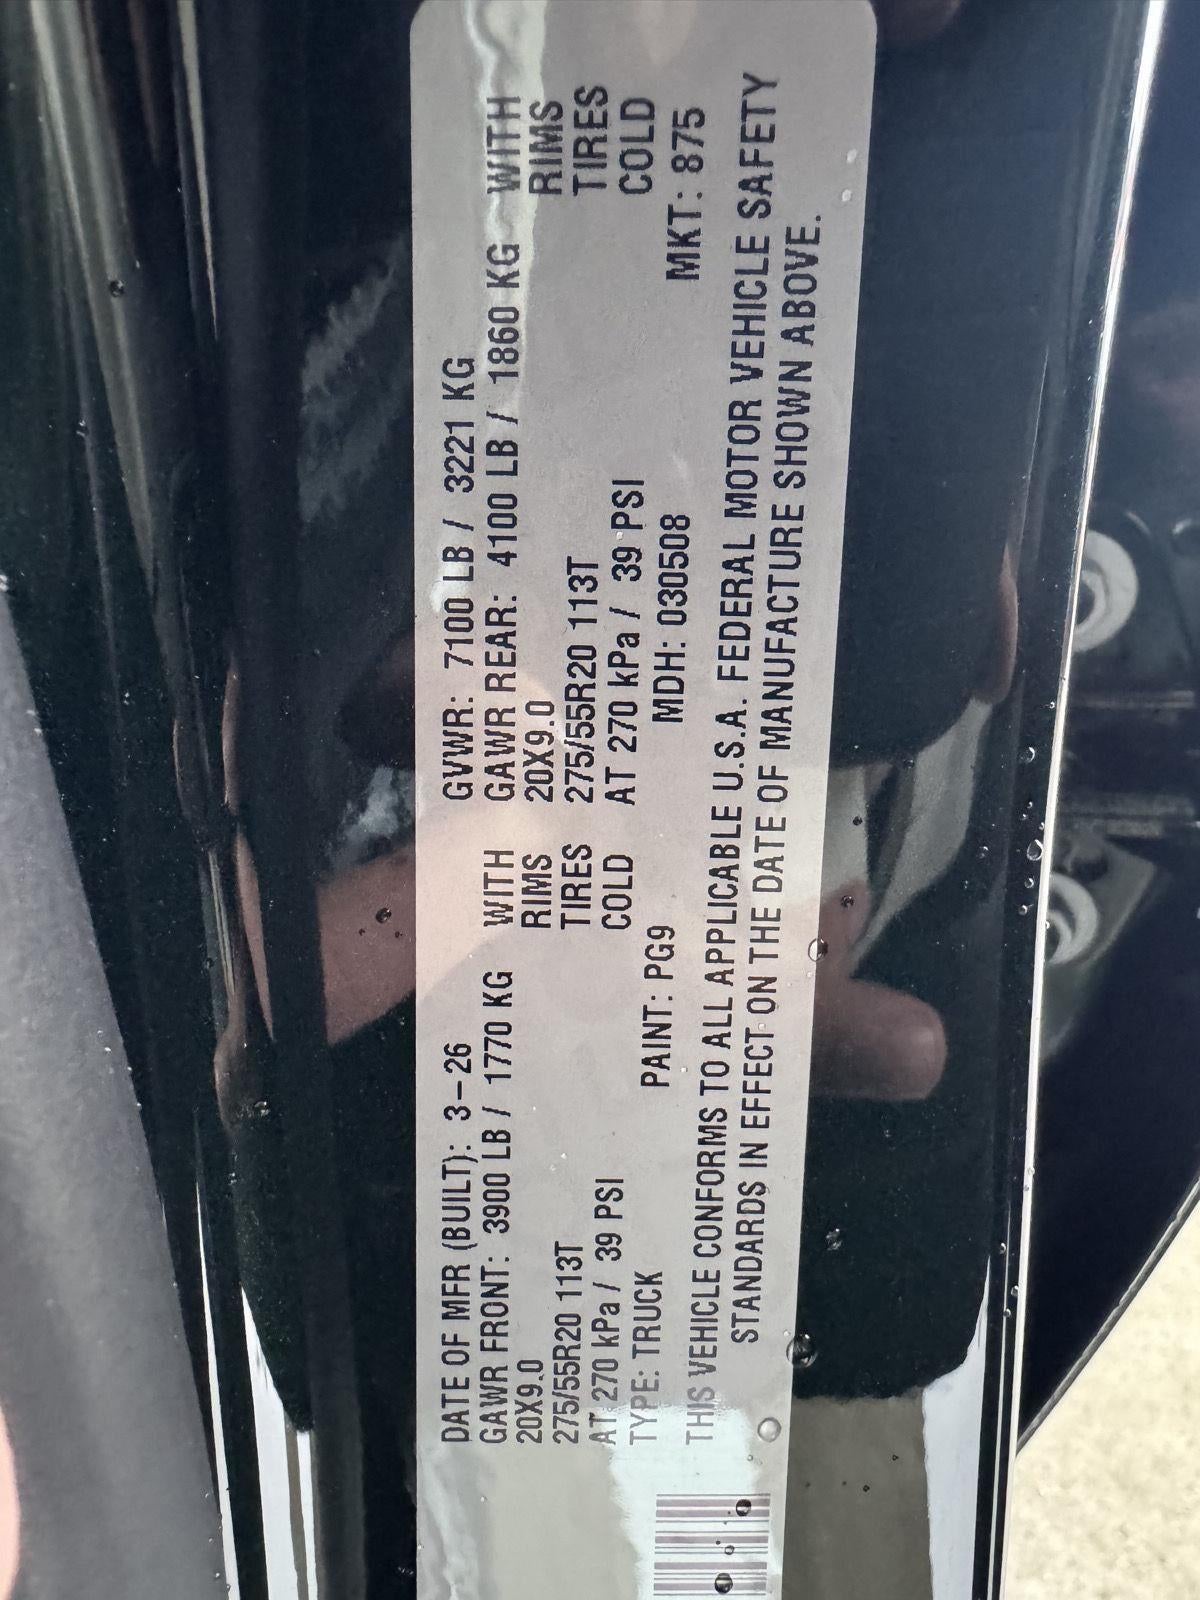 DATE OF MFR (BUILT): 3-26 GVWR: 7100 LB / 3221 KG
GAWR FRONT: 3900 LB / 1770 KG WITH GAWR REAR: 4100 LB / 1860 KG WITH
20X9.0 RIMS 20X9.0 RIMS
275/55R20 113T TIRES 275/55R20 113T TIRES
AT 270 kPa / 39 PSI COLD AT 270 kPa / 39 PSI COLD
TYPE: TRUCK PAINT: PG9 MDH: 030508 MKT: 875
THIS VEHICLE CONFORMS TO ALL APPLICABLE U.S.A. FEDERAL MOTOR VEHICLE SAFETY
STANDARDS IN EFFECT ON THE DATE OF MANUFACTURE SHOWN ABOVE.